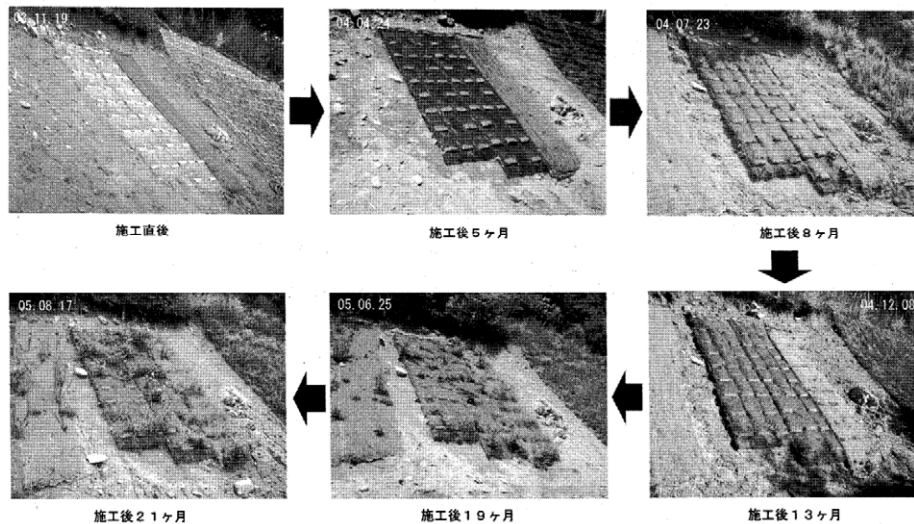 03.11.19
施工直後
04.04.24
施工後5ヶ月
04.07.23
施工後8ヶ月
04.12.08
施工後13ヶ月
05.06.25
施工後19ヶ月
05.08.17
施工後21ヶ月